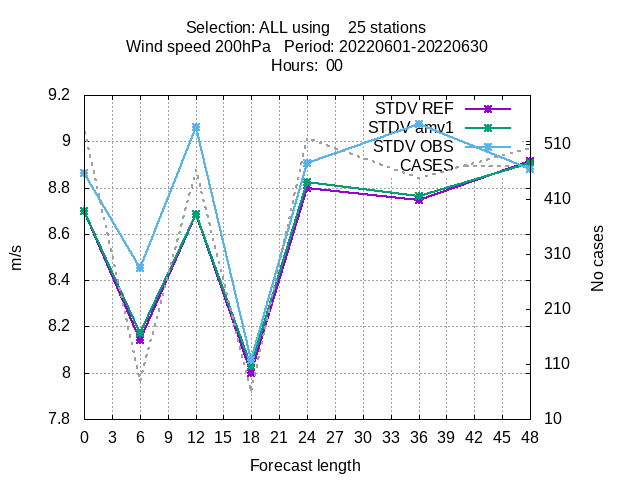 Selection: ALL using 25 stations
Wind speed 200hPa Period: 20220601-20220630
Hours: 00
9.2
9
8.8
8.6
8.4
8.2
8
7.8
m/s
STDV REF
STDV amv1
STDV OBS
CASES
510
410
310
210
110
10
No cases
0 3 6 9 12 15 18 21 24 27 30 33 36 39 42 45 48
Forecast length